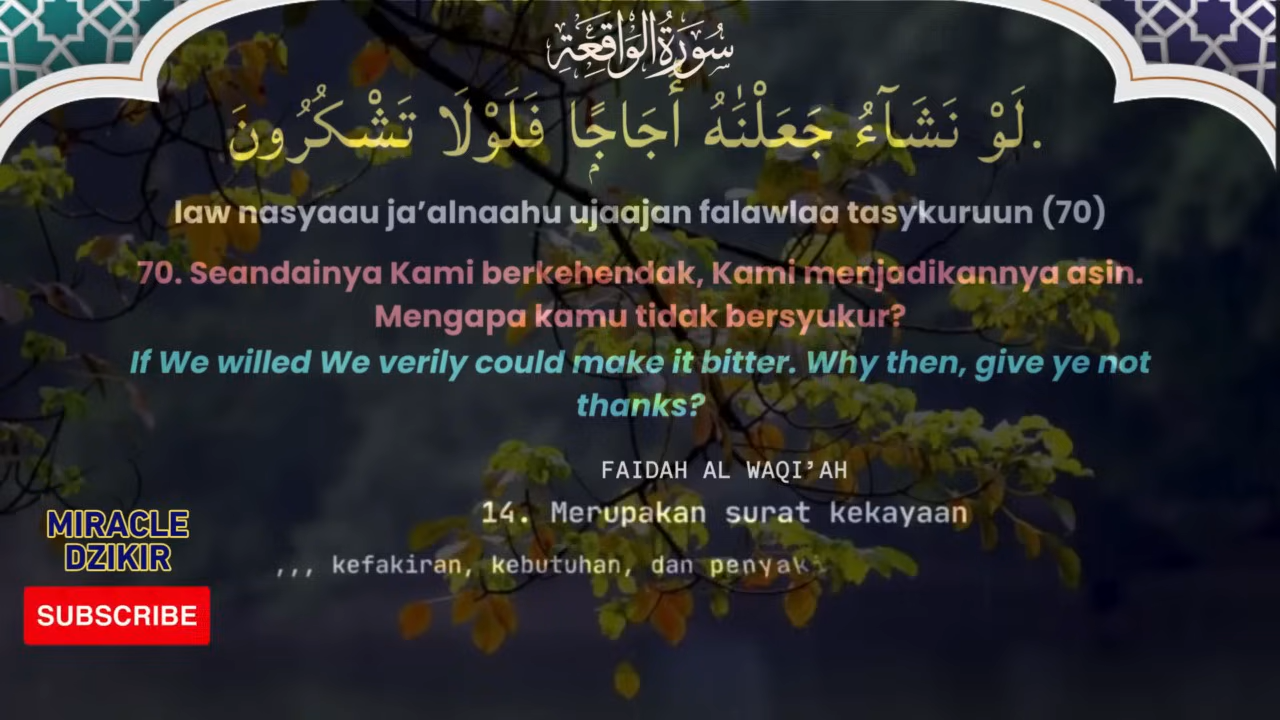 سُورَةُ الْوَاقِعَةِ
لَوْ نَشَآءُ جَعَلْنٰهُ أُجَاجًا فَلَوْلَا تَشْكُرُونَ.
law nasyaau ja’alnaahu ujaajan falawlaa tasykuruun (70)
70. Seandainya Kami berkehendak, Kami menjadikannya asin.
Mengapa kamu tidak bersyukur?
If We willed We verily could make it bitter. Why then, give ye not
thanks?
FAIDAH AL WAQI’AH
14. Merupakan surat kekayaan
,,, kefakiran, kebutuhan, dan penyaki
MIRACLE
DZIKIR
SUBSCRIBE